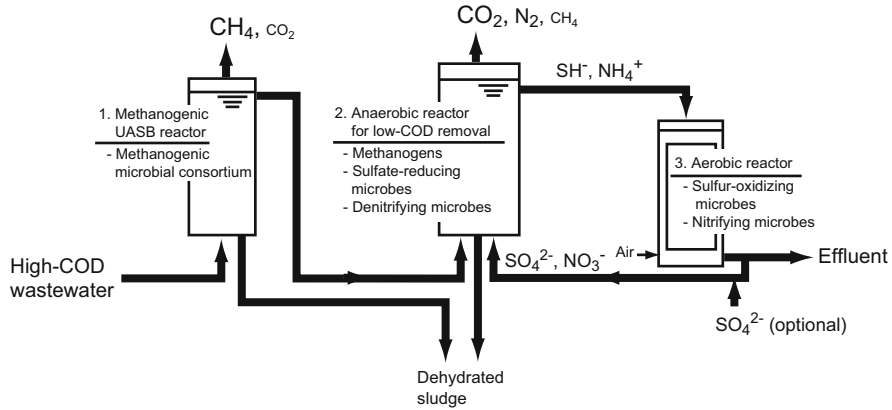 CH₄, CO₂
CO₂, N₂, CH₄
SH⁻, NH₄⁺
1. Methanogenic
UASB reactor
- Methanogenic
microbial consortium
2. Anaerobic reactor
for low-COD removal
- Methanogens
- Sulfate-reducing
microbes
- Denitrifying microbes
3. Aerobic reactor
- Sulfur-oxidizing
microbes
- Nitrifying microbes
High-COD
wastewater
SO₄²⁻, NO₃⁻
Air
Effluent
SO₄²⁻ (optional)
Dehydrated
sludge